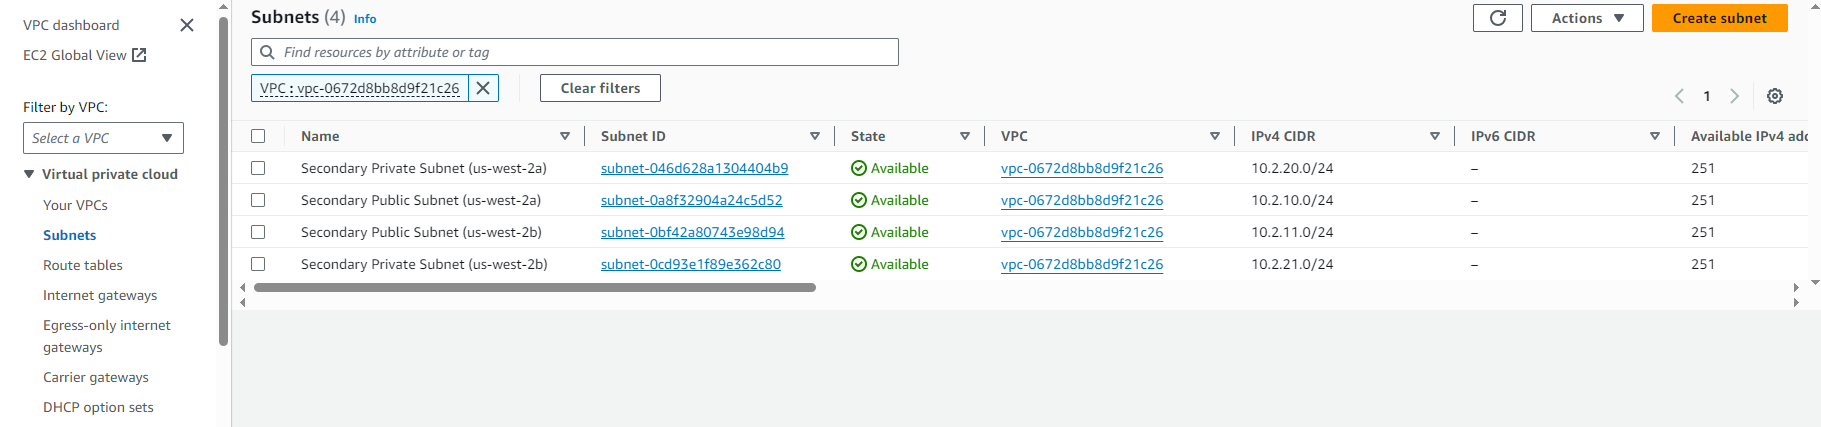 VPC dashboard
EC2 Global View
Filter by VPC:
Select a VPC
Virtual private cloud
Your VPCs
Subnets
Route tables
Internet gateways
Egress-only internet
gateways
Carrier gateways
DHCP option sets
Subnets (4) Info
Actions
Create subnet
Find resources by attribute or tag
VPC : vpc-0672d8bb8d9f21c26
Clear filters
1
Name Subnet ID State VPC IPv4 CIDR IPv6 CIDR Available IPv4 add
Secondary Private Subnet (us-west-2a) subnet-046d628a1304404b9 Available vpc-0672d8bb8d9f21c26 10.2.20.0/24 – 251
Secondary Public Subnet (us-west-2a) subnet-0a8f32904a24c5d52 Available vpc-0672d8bb8d9f21c26 10.2.10.0/24 – 251
Secondary Public Subnet (us-west-2b) subnet-0bf42a80743e98d94 Available vpc-0672d8bb8d9f21c26 10.2.11.0/24 – 251
Secondary Private Subnet (us-west-2b) subnet-0cd93e1f89e362c80 Available vpc-0672d8bb8d9f21c26 10.2.21.0/24 – 251